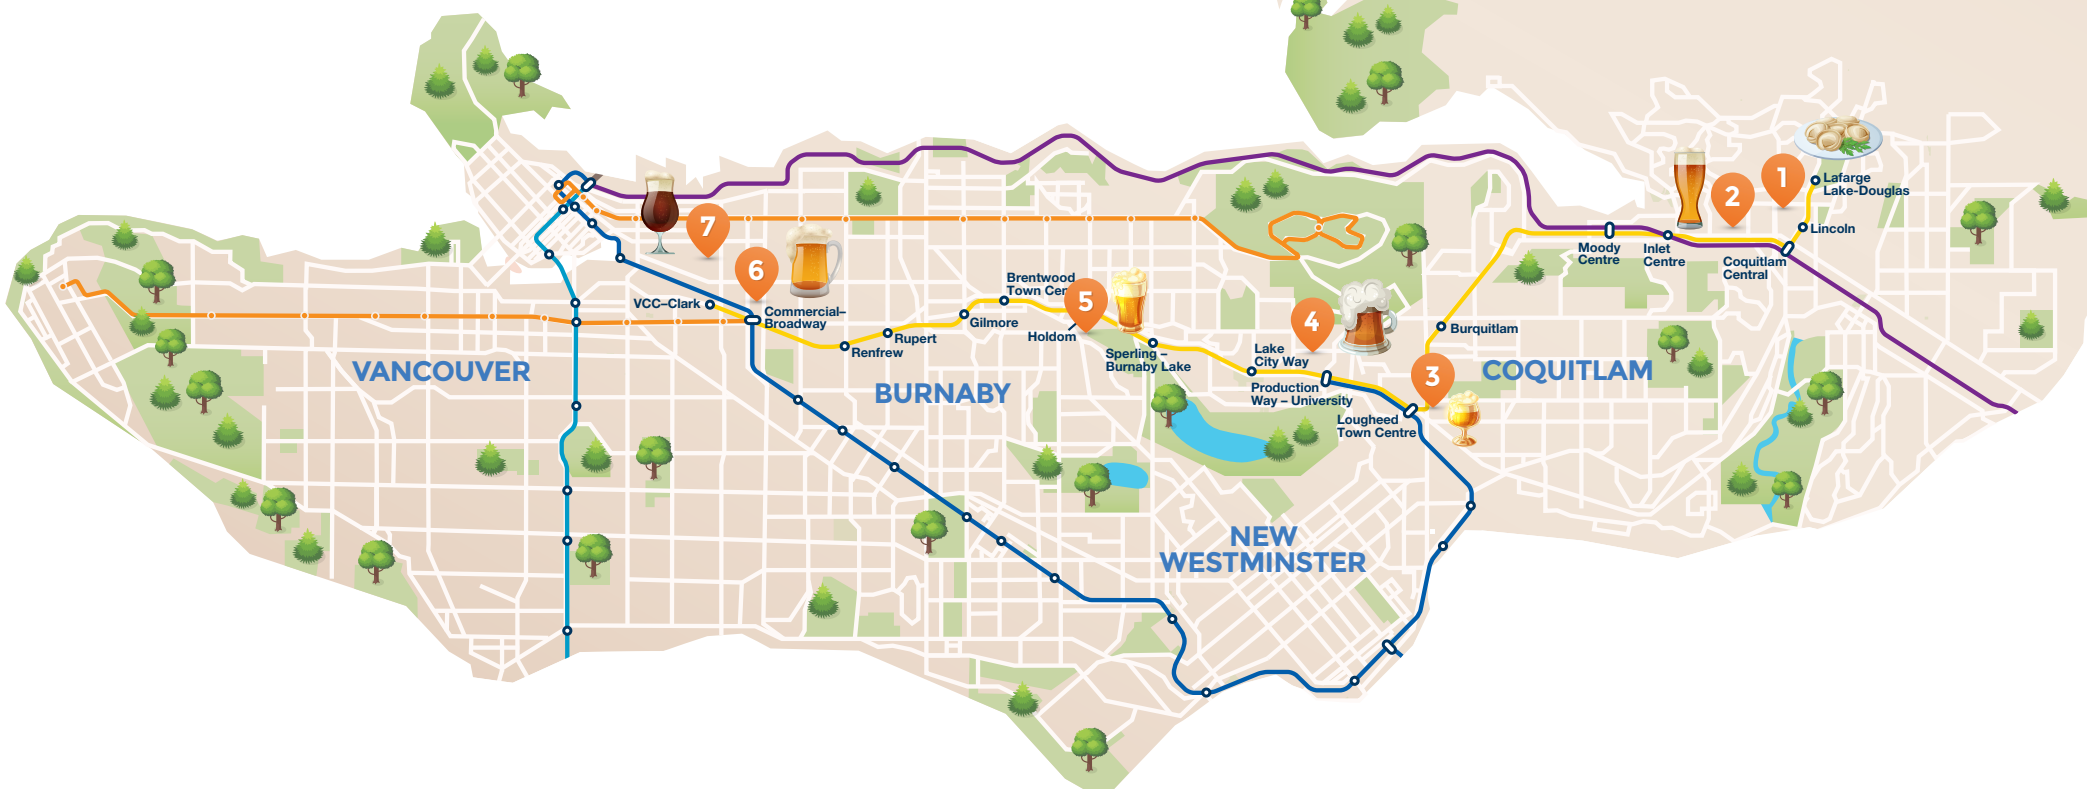 1
2
Lafarge
Lake-Douglas
Lincoln
Moody
Centre
Inlet
Centre
Coquitlam
Central
7
6
VCC–Clark
Commercial–
Broadway
Renfrew
Rupert
Gilmore
Brentwood
Town Cen
5
Holdom
Sperling –
Burnaby Lake
4
Lake
City Way
Production
Way – University
3
Lougheed
Town Centre
Burquitlam
VANCOUVER
BURNABY
COQUITLAM
NEW
WESTMINSTER